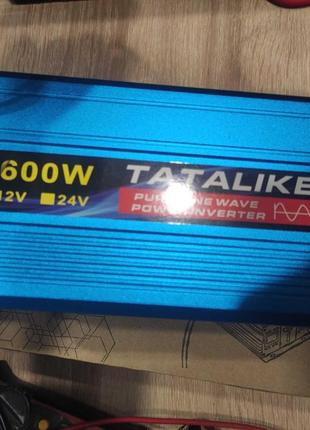 600W TATALIKE
12V 24V PURE SINE WAVE
POWER INVERTER